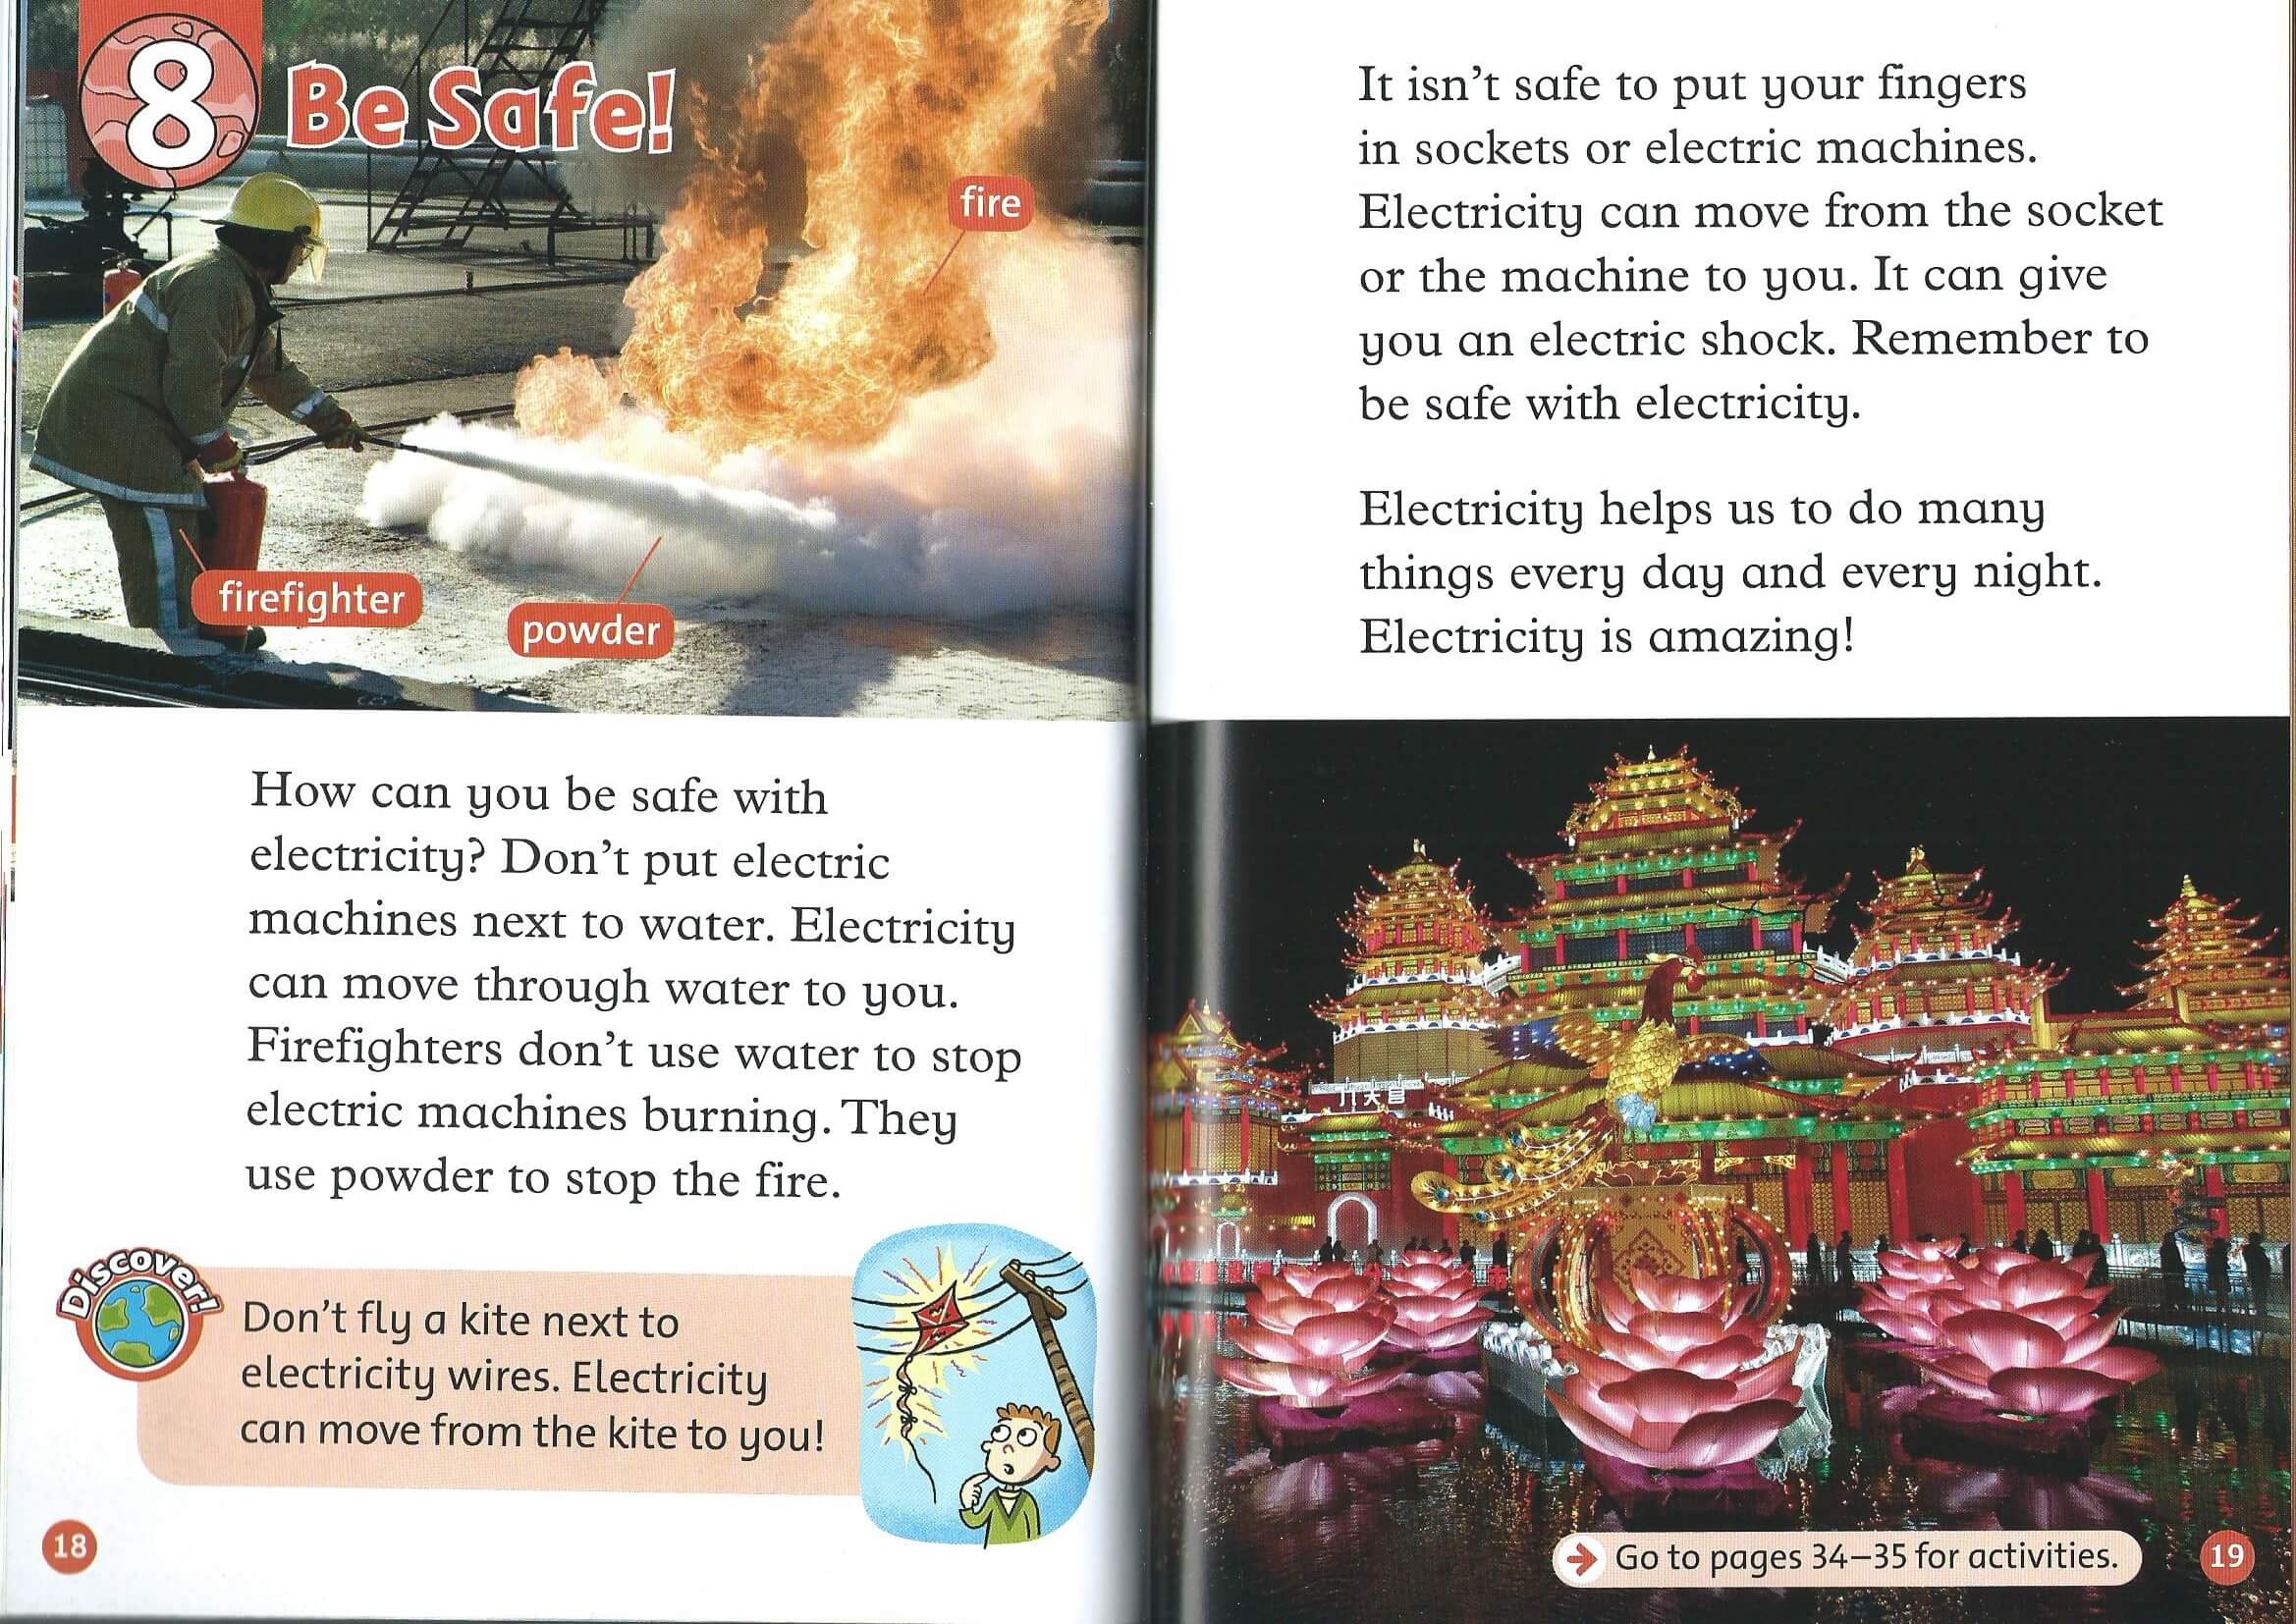 8
Be Safe!
fire
firefighter
powder
How can you be safe with
electricity? Don't put electric
machines next to water. Electricity
can move through water to you.
Firefighters don't use water to stop
electric machines burning. They
use powder to stop the fire.
Discover!
Don't fly a kite next to
electricity wires. Electricity
can move from the kite to you!
18
It isn't safe to put your fingers
in sockets or electric machines.
Electricity can move from the socket
or the machine to you. It can give
you an electric shock. Remember to
be safe with electricity.
Electricity helps us to do many
things every day and every night.
Electricity is amazing!
Go to pages 34–35 for activities.
19